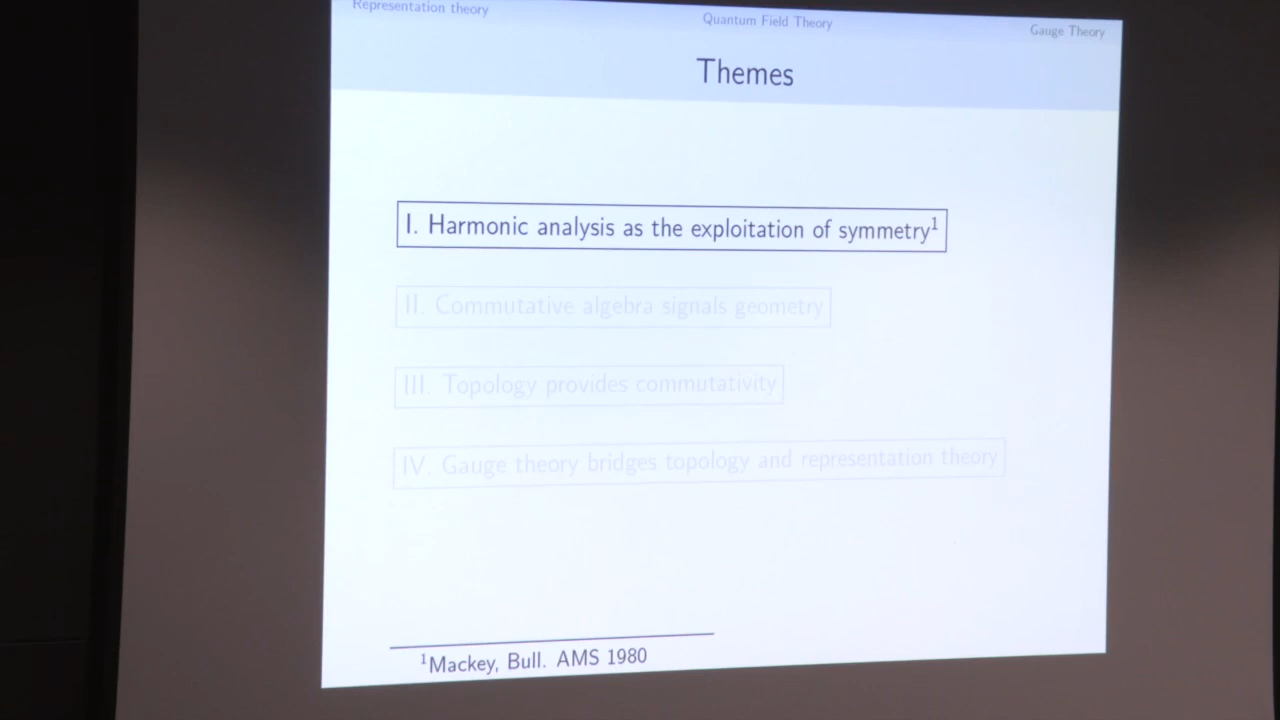 Representation theory
Quantum Field Theory
Gauge Theory
Themes
I. Harmonic analysis as the exploitation of symmetry¹
II. Commutative algebra signals geometry
III. Topology provides commutativity
IV. Gauge theory bridges topology and representation theory
¹Mackey, Bull. AMS 1980